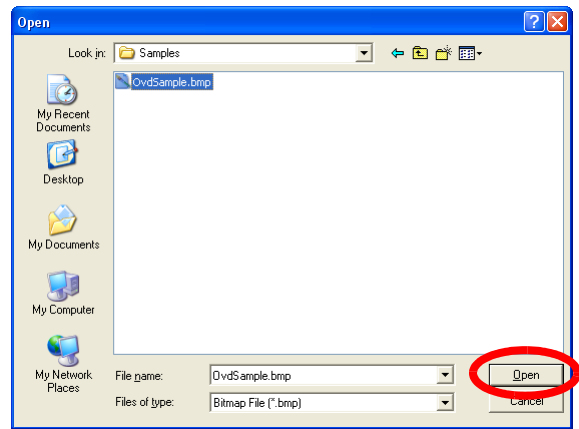 Open
Look in: Samples
OvdSample.bmp
My Recent
Documents
Desktop
My Documents
My Computer
My Network
Places
File name: OvdSample.bmp
Open
Files of type: Bitmap File (*.bmp)
Cancel